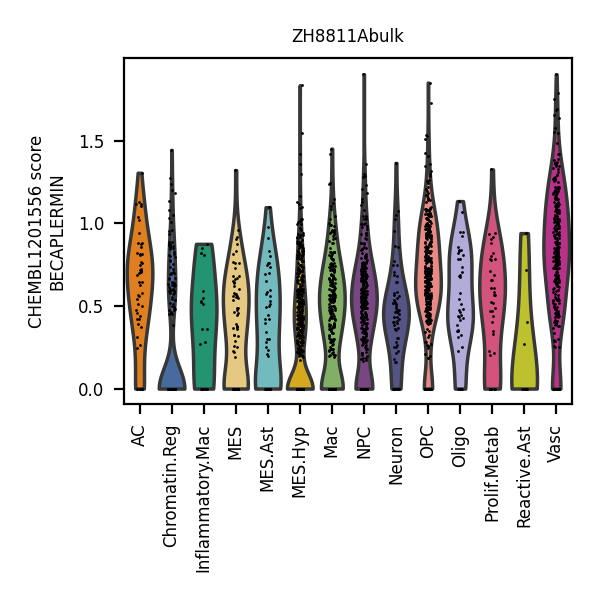 ZH8811Abulk
CHEMBL1201556 score
BECAPLERMIN
1.5
1.0
0.5
0.0
AC
Chromatin.Reg
Inflammatory.Mac
MES
MES.Ast
MES.Hyp
Mac
NPC
Neuron
OPC
Oligo
Prolif.Metab
Reactive.Ast
Vasc